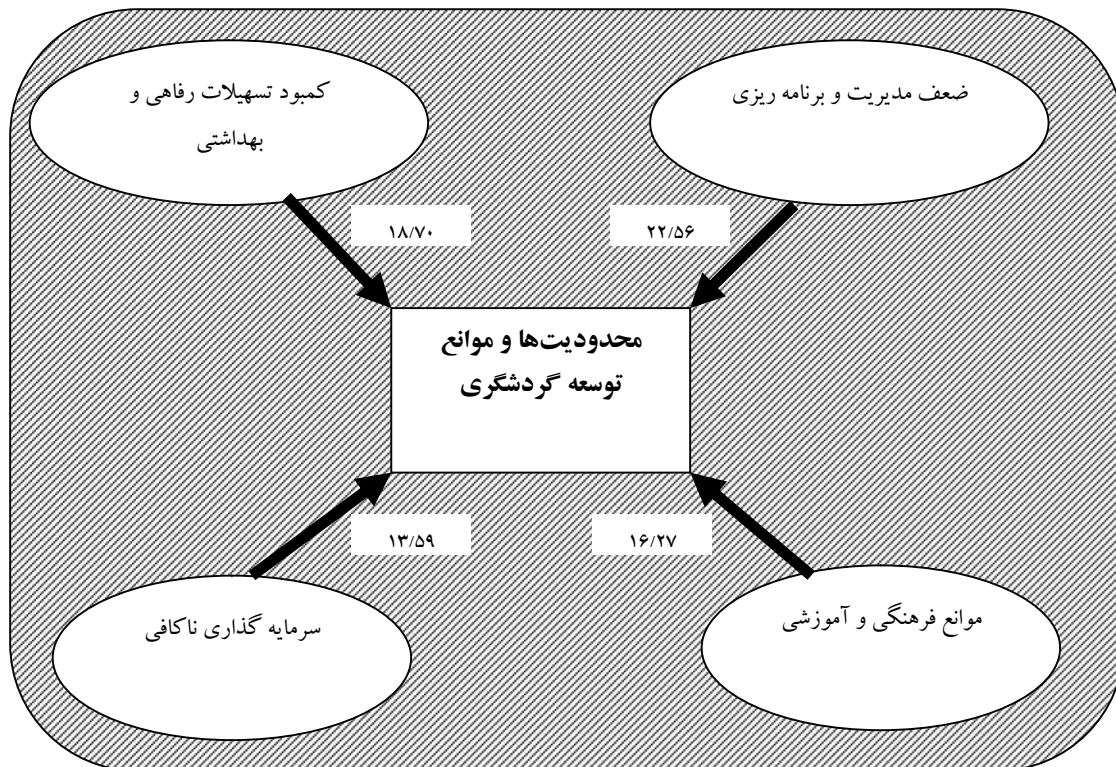 ضعف مدیریت و برنامه ریزی
کمبود تسهیلات رفاهی و
بهداشتی
۲۲/۵۶
۱۸/۷۰
محدودیت‌ها و موانع
توسعه گردشگری
۱۶/۲۷
۱۳/۵۹
موانع فرهنگی و آموزشی
سرمایه گذاری ناکافی